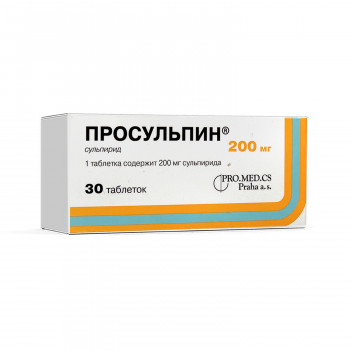 ПРОСУЛЬПИН®
сульпирид
200 мг
1 таблетка содержит 200 мг сульпирида
30 таблеток
PRO.MED.CS
Praha a. s.